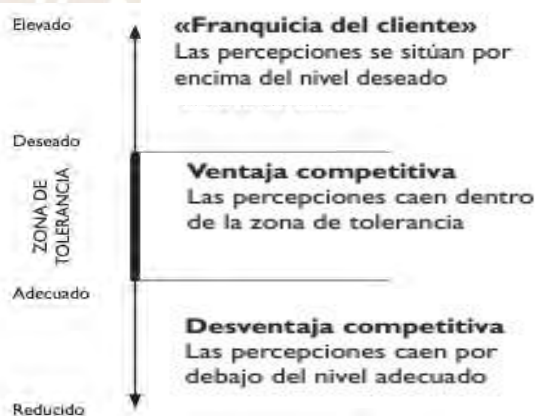 Elevado
«Franquicia del cliente»
Las percepciones se sitúan por
encima del nivel deseado
Deseado
ZONA DE
TOLERANCIA
Ventaja competitiva
Las percepciones caen dentro
de la zona de tolerancia
Adecuado
Desventaja competitiva
Las percepciones caen por
debajo del nivel adecuado
Reducido